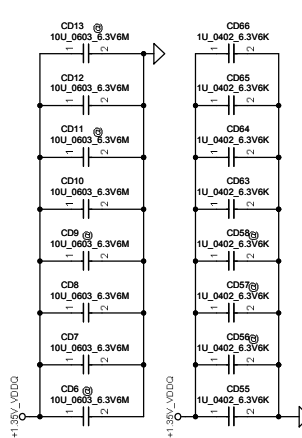 CD13 @
10U_0603_6.3V6M
1 2
CD12
10U_0603_6.3V6M
1 2
CD11 @
10U_0603_6.3V6M
1 2
CD10
10U_0603_6.3V6M
1 2
CD9 @
10U_0603_6.3V6M
1 2
CD8
10U_0603_6.3V6M
1 2
CD7
10U_0603_6.3V6M
1 2
CD6 @
10U_0603_6.3V6M
1 2
+1.35V_VDDQ
CD66
1U_0402_6.3V6K
1 2
CD65
1U_0402_6.3V6K
1 2
CD64
1U_0402_6.3V6K
1 2
CD63
1U_0402_6.3V6K
1 2
CD58@
1U_0402_6.3V6K
1 2
CD57@
1U_0402_6.3V6K
1 2
CD56@
1U_0402_6.3V6K
1 2
CD55
1U_0402_6.3V6K
1 2
+1.35V_VDDQ